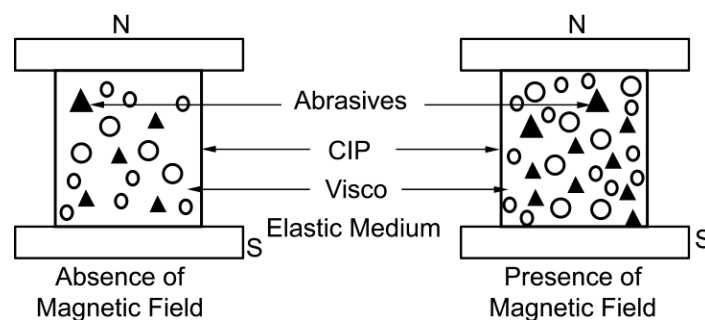 N
N
Abrasives
CIP
Visco
Elastic Medium
S
S
Absence of
Magnetic Field
Presence of
Magnetic Field